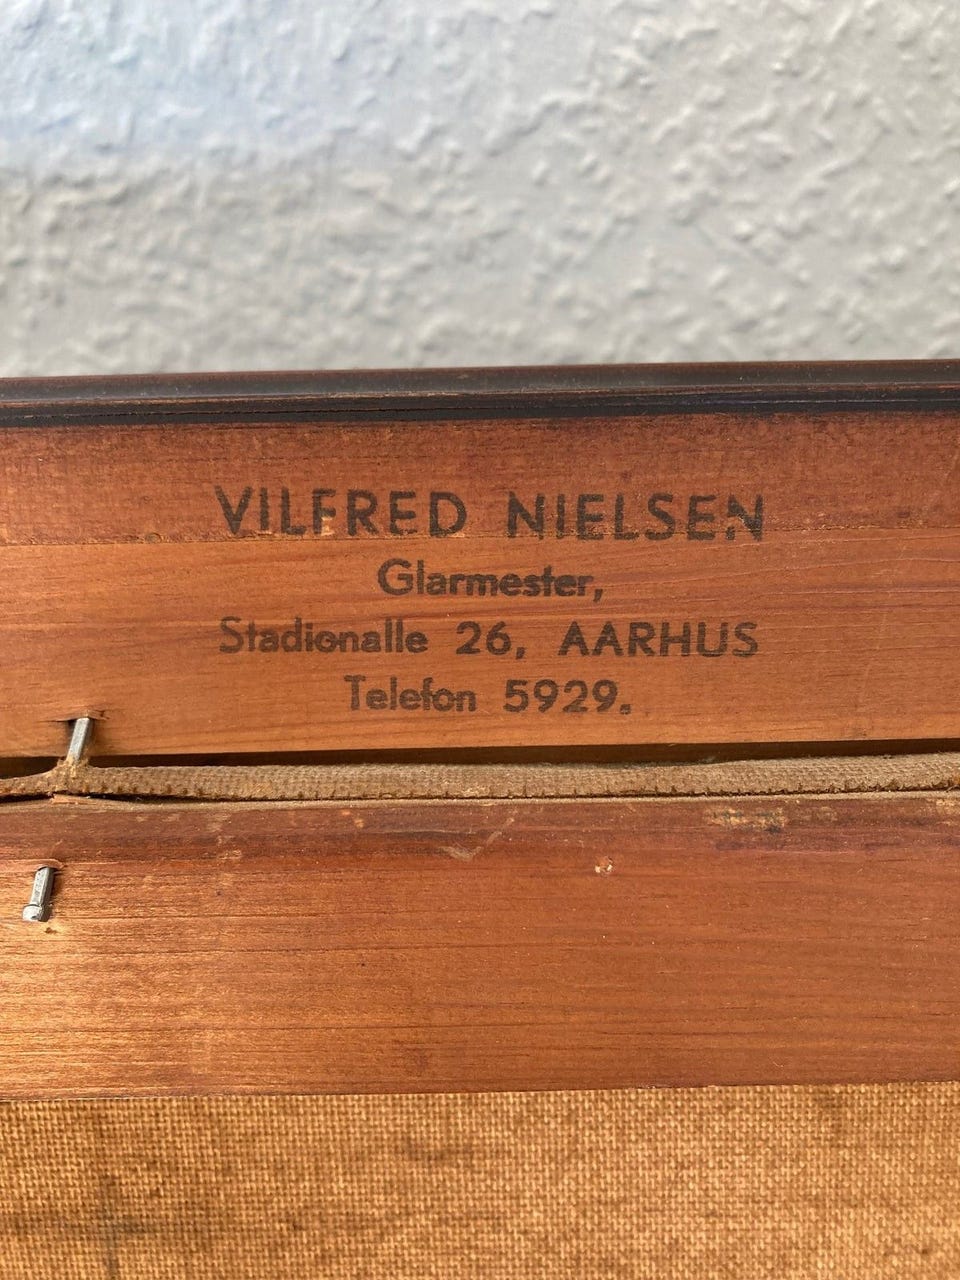 VILFRED NIELSEN
Glarmester,
Stadionalle 26, AARHUS
Telefon 5929.